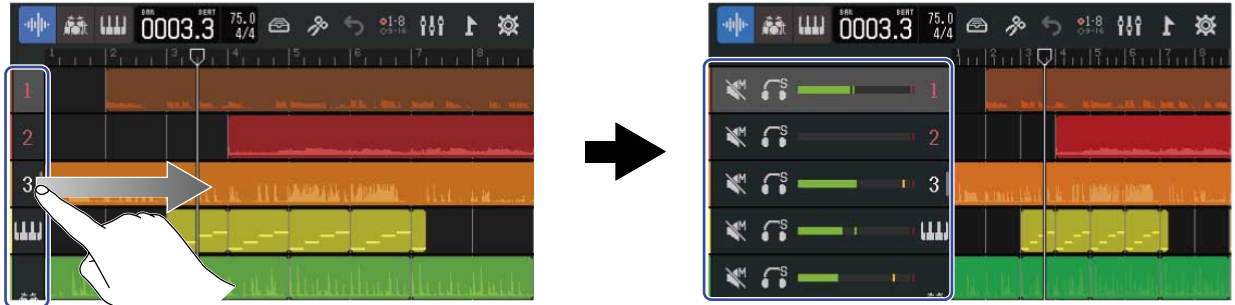 BAR BEAT
0003.3
75.0
4/4
1-8
9-16
1 2 3 4 5 6 7 8
1
2
3
BAR BEAT
0003.3
75.0
4/4
1-8
9-16
1 2 3 4 5 6 7 8
M S 1
M S 2
M S 3
M S
M S